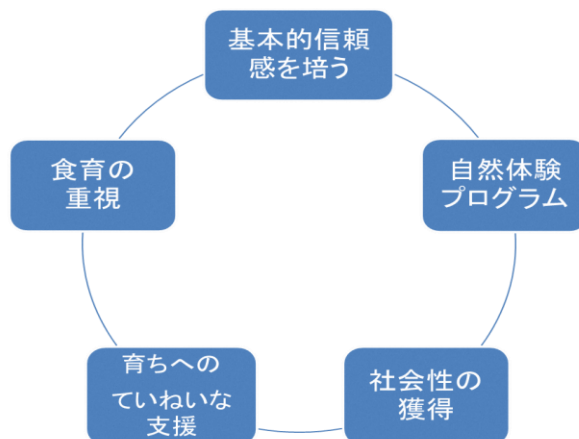 基本的信頼
感を培う
自然体験
プログラム
社会性の
獲得
育ちへの
ていねいな
支援
食育の
重視